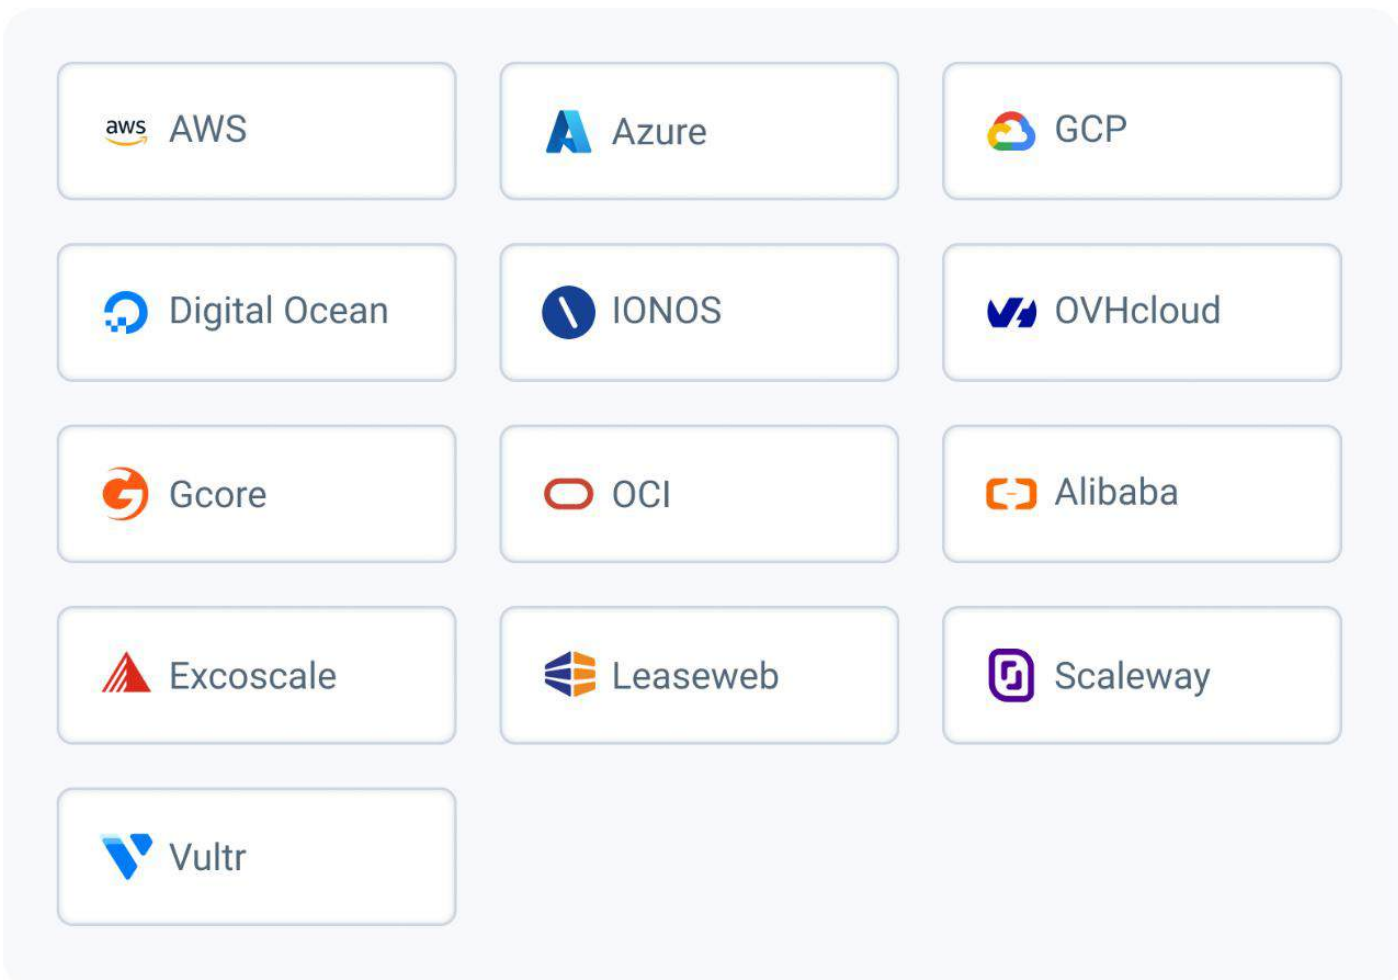 aws AWS
Azure
GCP
Digital Ocean
IONOS
OVHcloud
Gcore
OCI
Alibaba
Excoscale
Leaseweb
Scaleway
Vultr